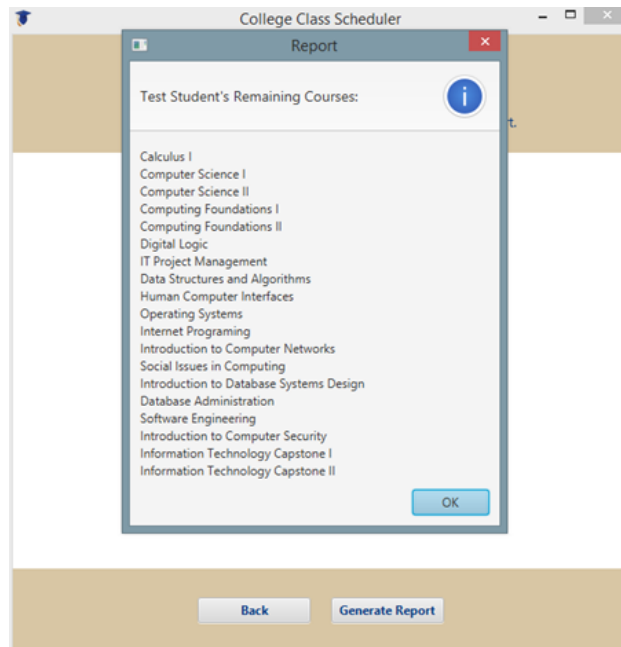 College Class Scheduler
Report
Test Student's Remaining Courses:
Calculus I
Computer Science I
Computer Science II
Computing Foundations I
Computing Foundations II
Digital Logic
IT Project Management
Data Structures and Algorithms
Human Computer Interfaces
Operating Systems
Internet Programing
Introduction to Computer Networks
Social Issues in Computing
Introduction to Database Systems Design
Database Administration
Software Engineering
Introduction to Computer Security
Information Technology Capstone I
Information Technology Capstone II
OK
Back
Generate Report